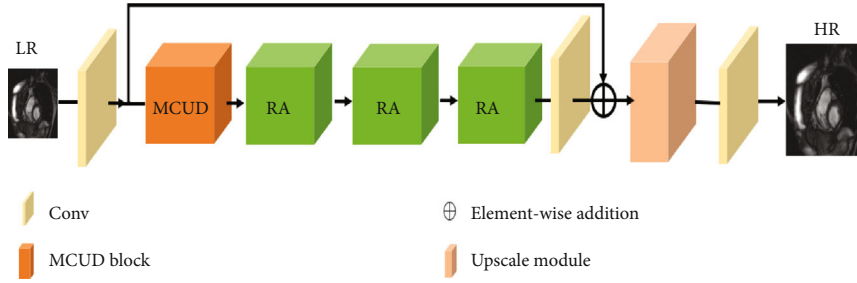 LR
HR
MCUD
RA
RA
RA
Conv
Element-wise addition
MCUD block
Upscale module